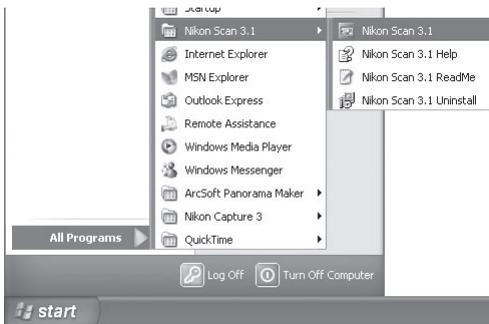 Startup
Nikon Scan 3.1
Internet Explorer
MSN Explorer
Outlook Express
Remote Assistance
Windows Media Player
Windows Messenger
ArcSoft Panorama Maker
Nikon Capture 3
QuickTime
Nikon Scan 3.1
Nikon Scan 3.1 Help
Nikon Scan 3.1 ReadMe
Nikon Scan 3.1 Uninstall
All Programs
Log Off Turn Off Computer
start